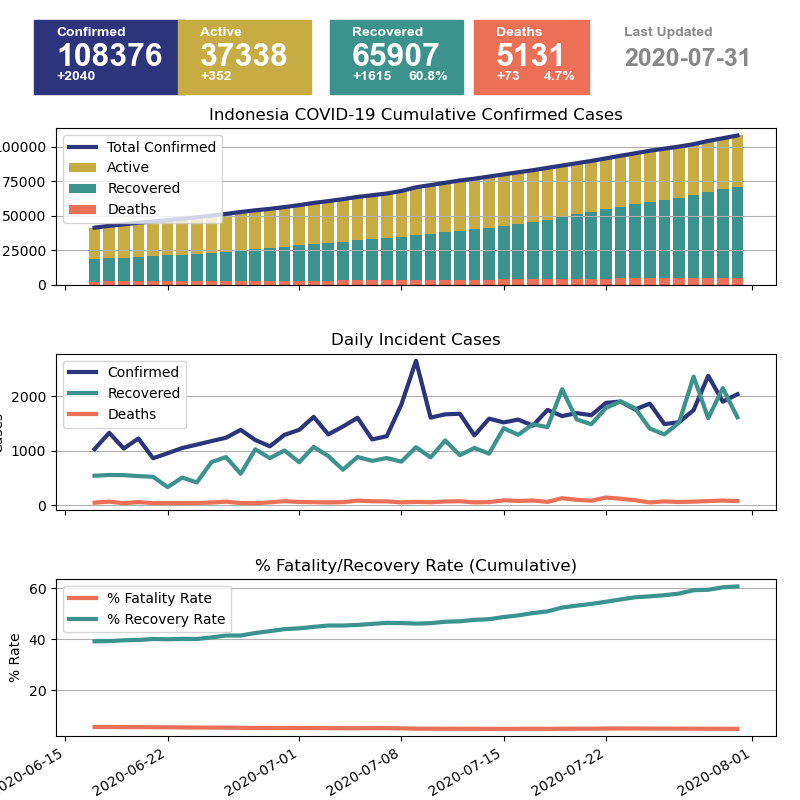 Confirmed
108376
+2040
Active
37338
+352
Recovered
65907
+1615 60.8%
Deaths
5131
+73 4.7%
Last Updated
2020-07-31
Indonesia COVID-19 Cumulative Confirmed Cases
Total Confirmed
Active
Recovered
Deaths
100000
75000
50000
25000
0
Daily Incident Cases
Confirmed
Recovered
Deaths
2000
1000
0
Cases
% Fatality/Recovery Rate (Cumulative)
% Fatality Rate
% Recovery Rate
60
40
20
% Rate
2020-06-15
2020-06-22
2020-07-01
2020-07-08
2020-07-15
2020-07-22
2020-08-01